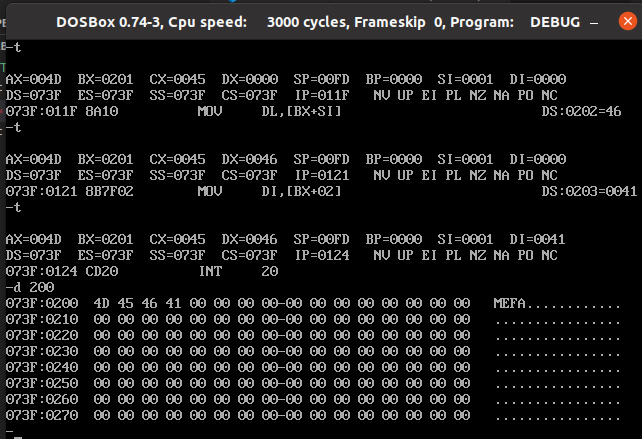 DOSBox 0.74-3, Cpu speed: 3000 cycles, Frameskip 0, Program: DEBUG
-t
AX=004D BX=0201 CX=0045 DX=0000 SP=00FD BP=0000 SI=0001 DI=0000
DS=073F ES=073F SS=073F CS=073F IP=011F NV UP EI PL NZ NA PO NC
073F:011F 8A10 MOV DL,[BX+SI] DS:0202=46
-t
AX=004D BX=0201 CX=0045 DX=0046 SP=00FD BP=0000 SI=0001 DI=0000
DS=073F ES=073F SS=073F CS=073F IP=0121 NV UP EI PL NZ NA PO NC
073F:0121 8B7F02 MOV DI,[BX+02] DS:0203=0041
-t
AX=004D BX=0201 CX=0045 DX=0046 SP=00FD BP=0000 SI=0001 DI=0041
DS=073F ES=073F SS=073F CS=073F IP=0124 NV UP EI PL NZ NA PO NC
073F:0124 CD20 INT 20
-d 200
073F:0200 4D 45 46 41 00 00 00 00-00 00 00 00 00 00 00 00 MEFA............
073F:0210 00 00 00 00 00 00 00 00-00 00 00 00 00 00 00 00 ................
073F:0220 00 00 00 00 00 00 00 00-00 00 00 00 00 00 00 00 ................
073F:0230 00 00 00 00 00 00 00 00-00 00 00 00 00 00 00 00 ................
073F:0240 00 00 00 00 00 00 00 00-00 00 00 00 00 00 00 00 ................
073F:0250 00 00 00 00 00 00 00 00-00 00 00 00 00 00 00 00 ................
073F:0260 00 00 00 00 00 00 00 00-00 00 00 00 00 00 00 00 ................
073F:0270 00 00 00 00 00 00 00 00-00 00 00 00 00 00 00 00 ................
-